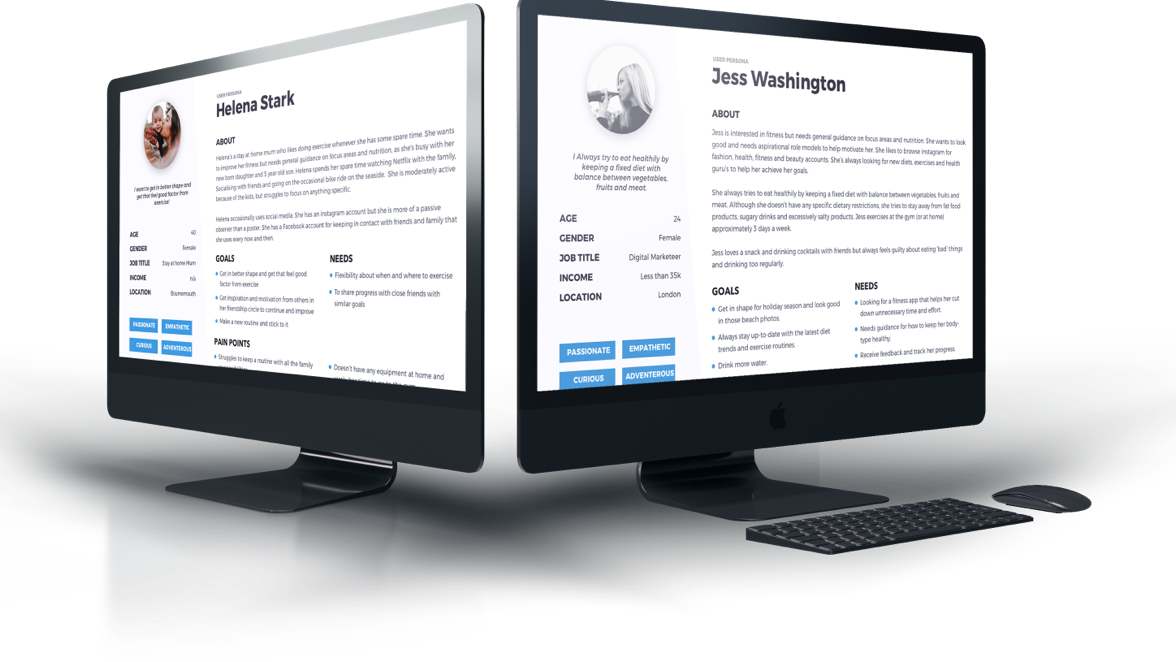 USER PERSONA
Helena Stark
I want to get in better shape and
get that feel good factor from
exercise!
AGE 40
GENDER Female
JOB TITLE Stay at home Mum
INCOME n/a
LOCATION Bournemouth
PASSIONATE EMPATHETIC
CURIOUS ADVENTEROUS
ABOUT
Helena's a stay at home mum who likes doing exercise whenever she has some spare time. She wants
to improve her fitness but needs general guidance on focus areas and nutrition, as she's busy with her
new born daughter and 5 year old son. Helena spends her spare time watching Netflix with the family,
Socialising with friends and going on the occasional bike ride on the seaside. She is moderately active
because of the kids, but struggles to focus on anything specific.
Helena occasionally uses social media. She has an Instagram account but she is more of a passive
observer than a poster. She has a Facebook account for keeping in contact with friends and family that
she uses every now and then.
GOALS
Get in better shape and get that feel good
factor from exercise
Get inspiration and motivation from others in
her friendship circle to continue and improve
Make a new routine and stick to it
NEEDS
Flexibility about when and where to exercise
To share progress with close friends with
similar goals
PAIN POINTS
Struggles to keep a routine with all the family
Doesn't have any equipment at home and
USER PERSONA
Jess Washington
I Always try to eat healthily by
keeping a fixed diet with
balance between vegetables,
fruits and meat.
AGE 24
GENDER Female
JOB TITLE Digital Marketeer
INCOME Less than 35k
LOCATION London
PASSIONATE EMPATHETIC
CURIOUS ADVENTEROUS
ABOUT
Jess is interested in fitness but needs general guidance on focus areas and nutrition. She wants to look
good and needs aspirational role models to help motivate her. She likes to browse instagram for
fashion, health, fitness and beauty accounts. She's always looking for new diets, exercises and health
guru's to help her achieve her goals.
She always tries to eat healthily by keeping a fixed diet with balance between vegetables, fruits and
meat. Although she doesn't have any specific dietary restrictions, she tries to stay away from fat food
products, sugary drinks and excessively salty products. Jess exercises at the gym (or at home)
approximately 3 days a week.
Jess loves a snack and drinking cocktails with friends but always feels guilty about eating 'bad' things
and drinking too regularly.
GOALS
Get in shape for holiday season and look good
in those beach photos.
Always stay up-to-date with the latest diet
trends and exercise routines.
Drink more water.
NEEDS
Looking for a fitness app that helps her cut
down unnecessary time and effort.
Needs guidance for how to keep her body-
type healthy.
Receive feedback and track her progress.